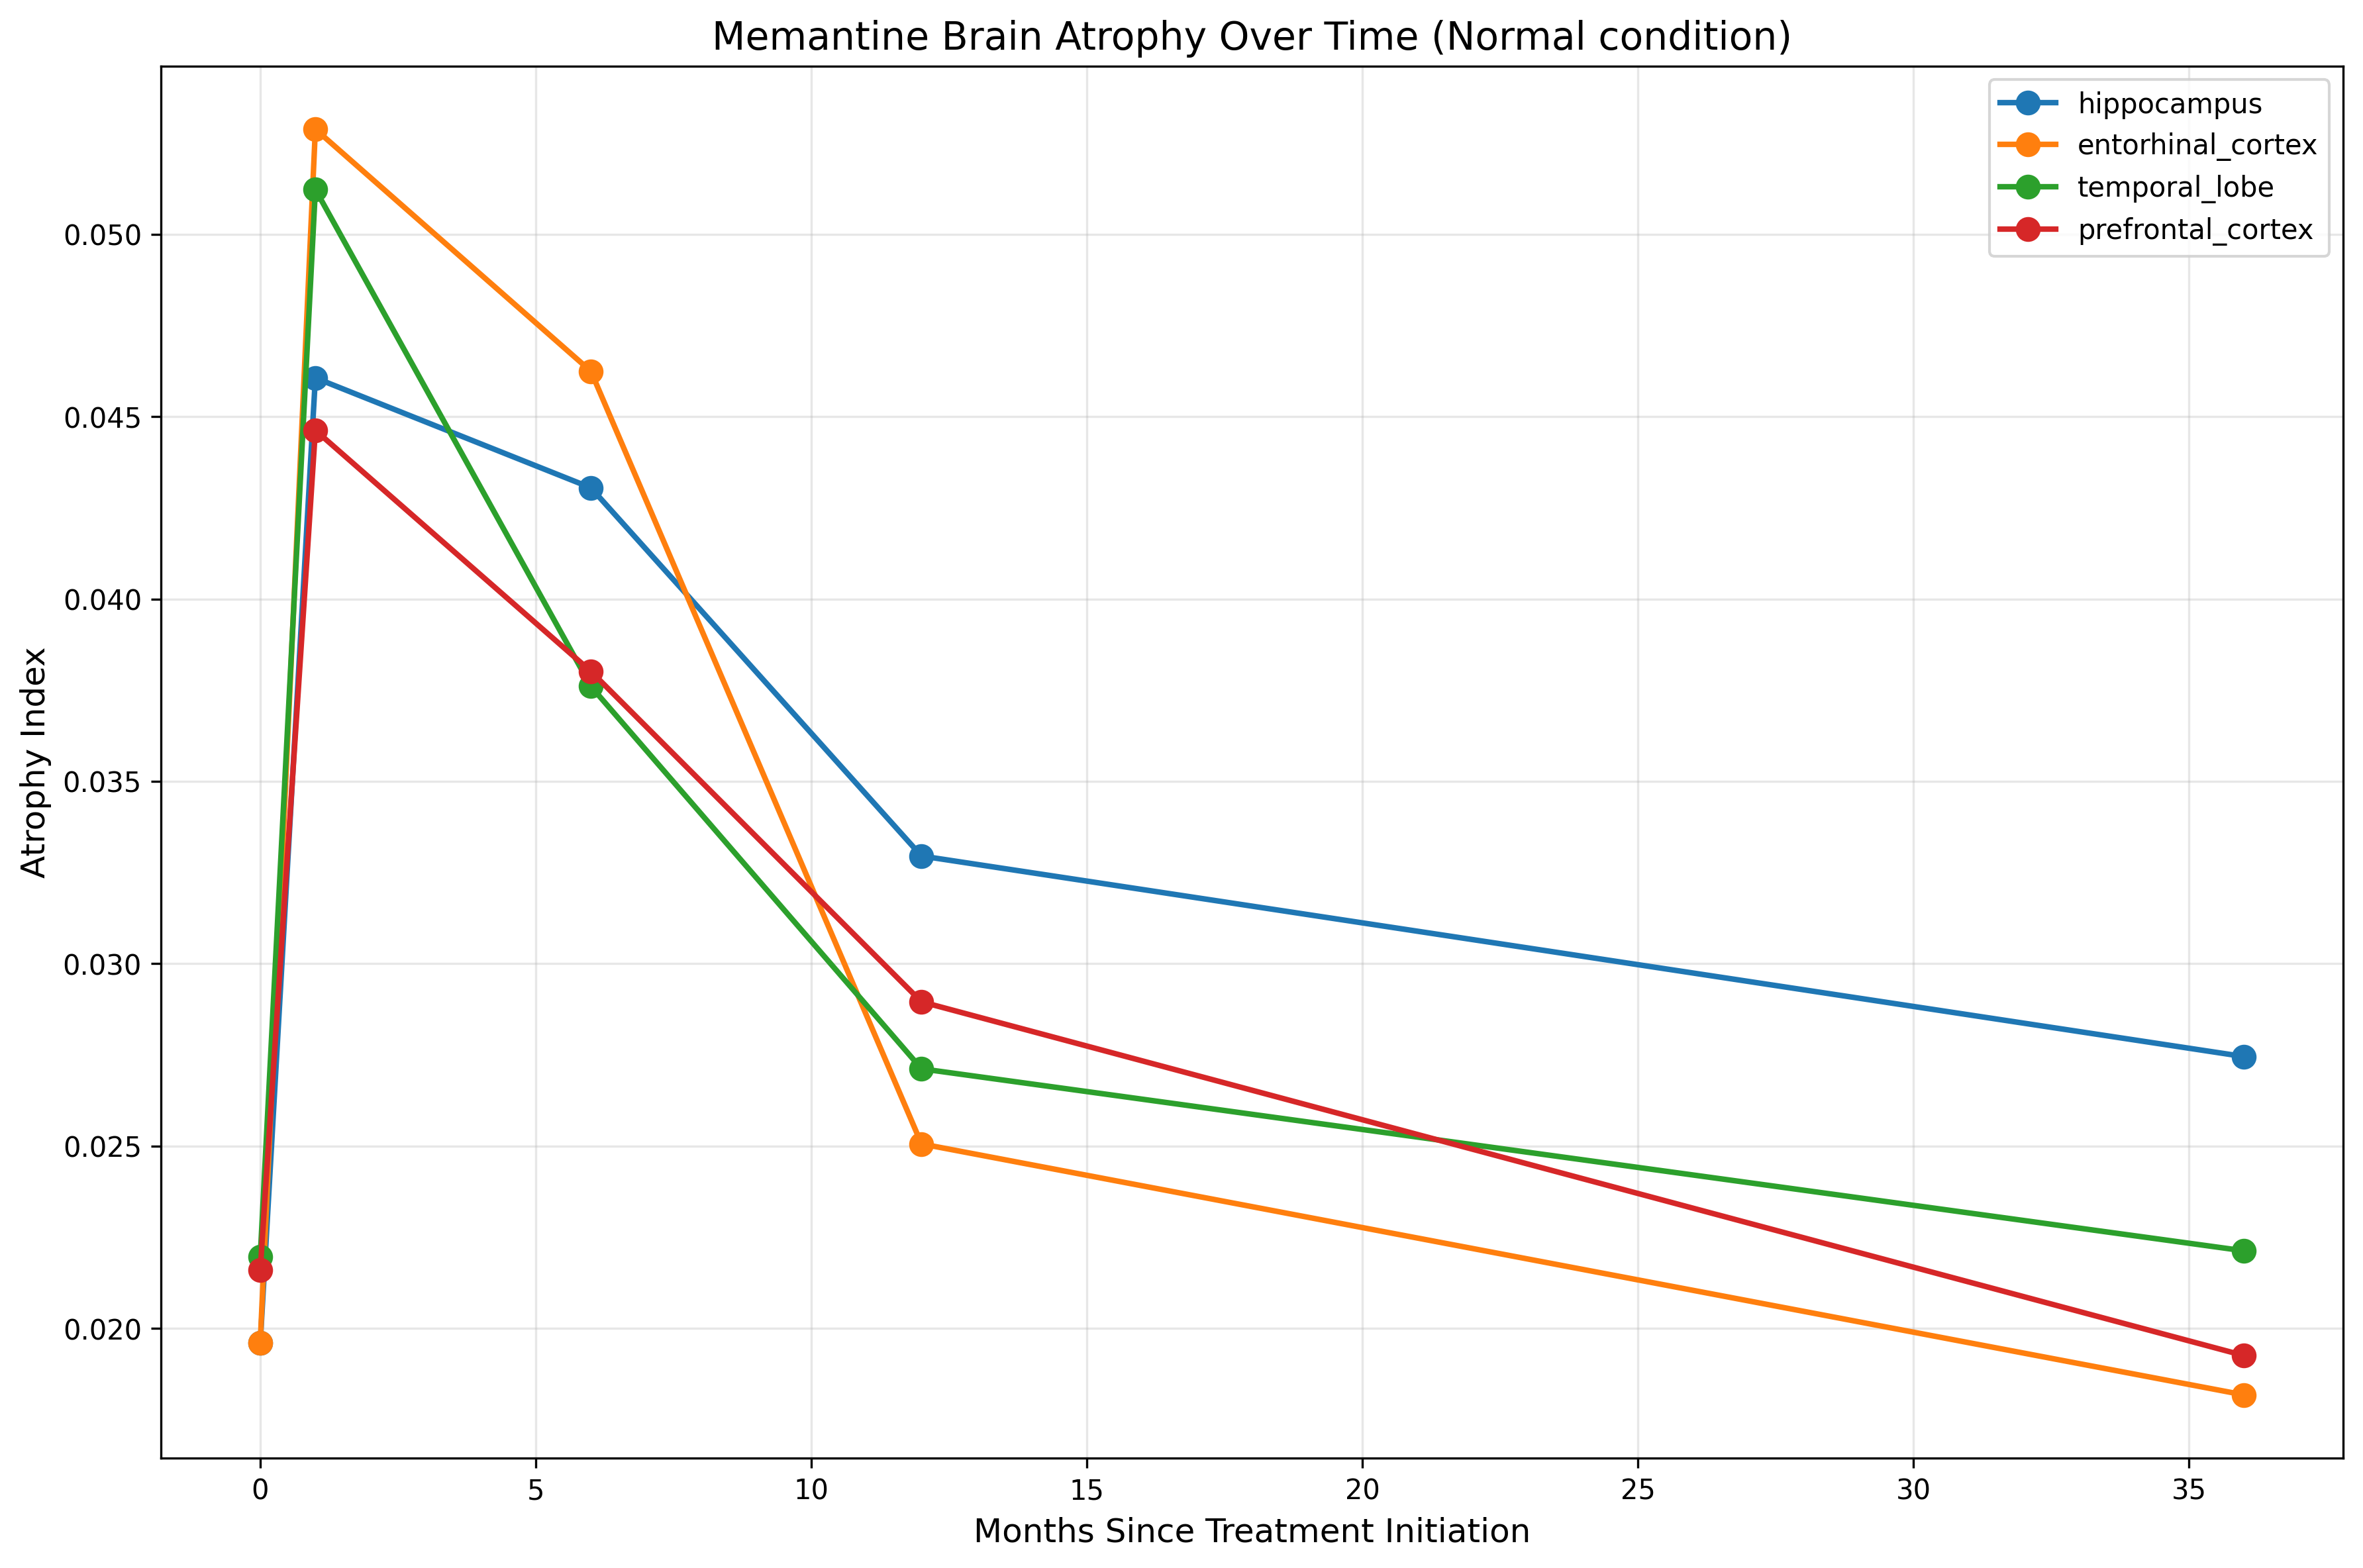 Memantine Brain Atrophy Over Time (Normal condition)
hippocampus
entorhinal_cortex
temporal_lobe
prefrontal_cortex
Atrophy Index
0.050
0.045
0.040
0.035
0.030
0.025
0.020
0 5 10 15 20 25 30 35
Months Since Treatment Initiation